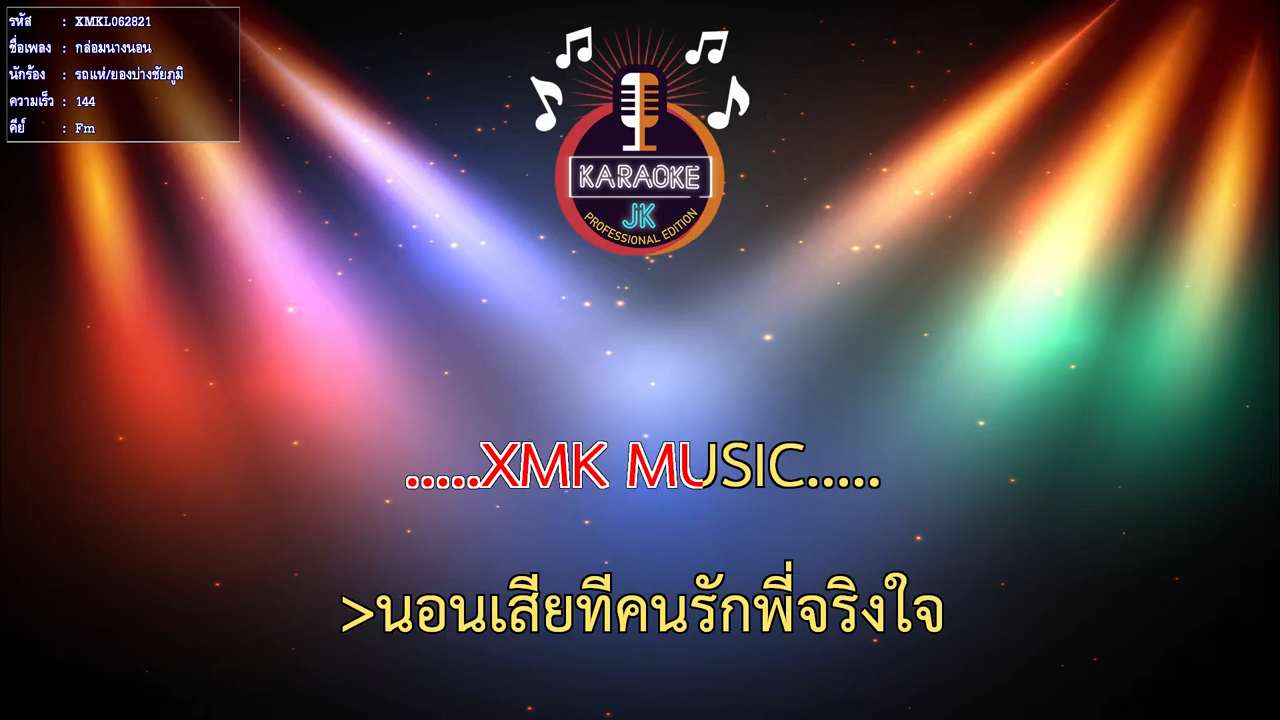 รหัส : XMKL062821
ชื่อเพลง : กล่อมนางนอน
นักร้อง : รถแห่/ยองบ่างชัยภูมิ
ความเร็ว : 144
คีย์ : Fm
KARAOKE
JK
PROFESSIONAL EDITION
.....XMK MUSIC.....
>นอนเสียทีคนรักพี่จริงใจ